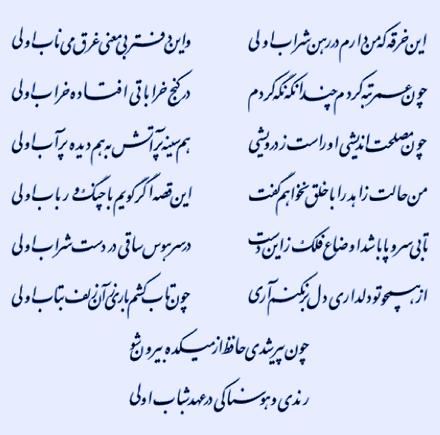 این خرقه که من دارم در رهن شراب اولی وین دفتر بی‌معنی غرق می ناب اولی
چون عمر تبه کردم چندانکه نگه کردم در کنج خراباتی افتاده خراب اولی
چون مصلحت اندیشی دور است ز درویشی هم سینه پر آتش به هم دیده پر آب اولی
من حالت زاهد را با خلق نخواهم گفت این قصه اگر گویم با چنگ و رباب اولی
تا بی سر و پا باشد اوضاع فلک زین دست در سر هوس ساقی در دست شراب اولی
از همچو تو دلداری دل برنکنم آری چون تاب کشم باری زان زلف بتاب اولی
چون پیر شدی حافظ از میکده بیرون شو
رندی و هوسناکی در عهد شباب اولی